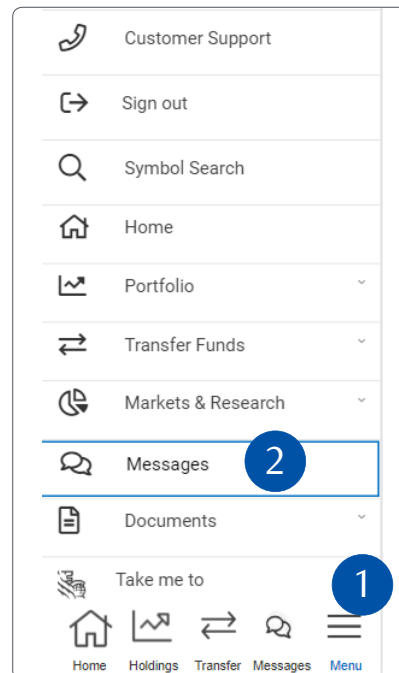 Customer Support
Sign out
Symbol Search
Home
Portfolio
Transfer Funds
Markets & Research
Messages 2
Documents
Take me to 1
Home Holdings Transfer Messages Menu